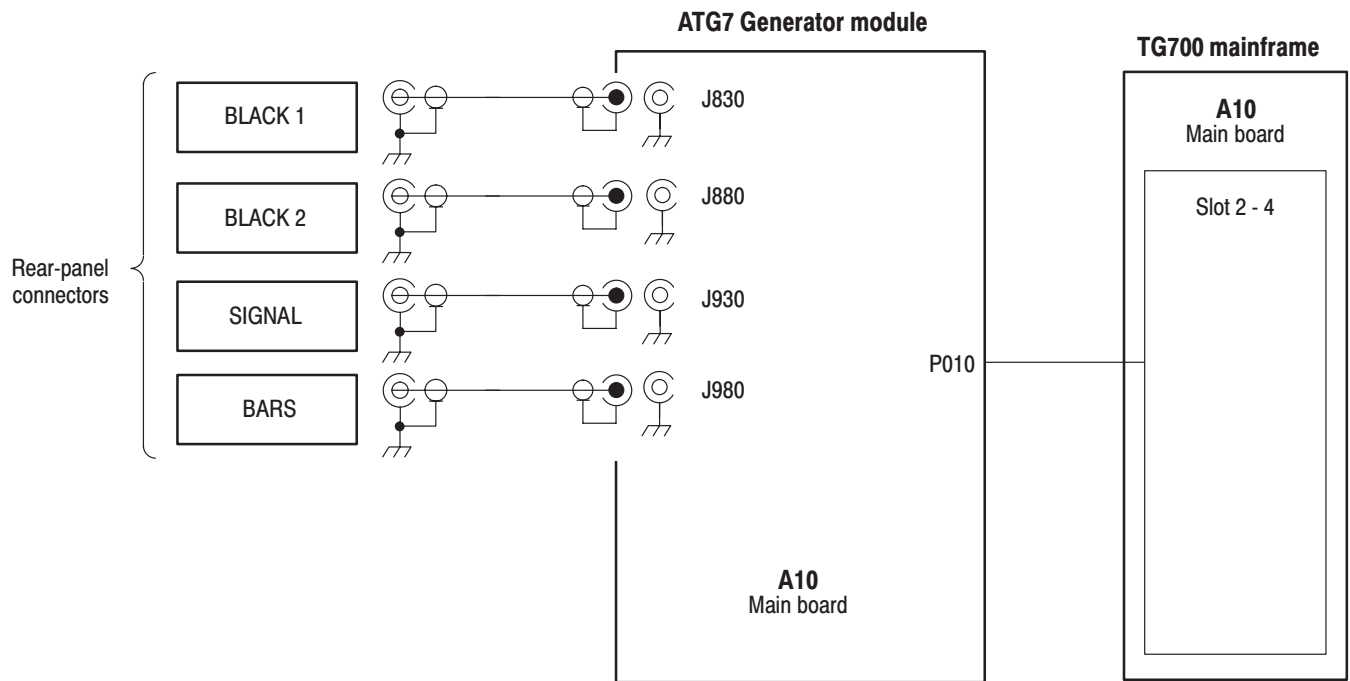 ATG7 Generator module
TG700 mainframe
Rear-panel
connectors
BLACK 1
J830
BLACK 2
J880
SIGNAL
J930
BARS
J980
P010
A10
Main board
A10
Main board
Slot 2 - 4